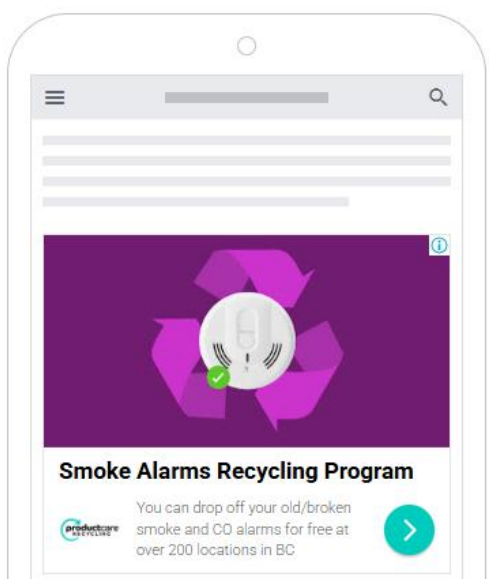 Smoke Alarms Recycling Program
You can drop off your old/broken
smoke and CO alarms for free at
over 200 locations in BC
productcare
RECYCLING